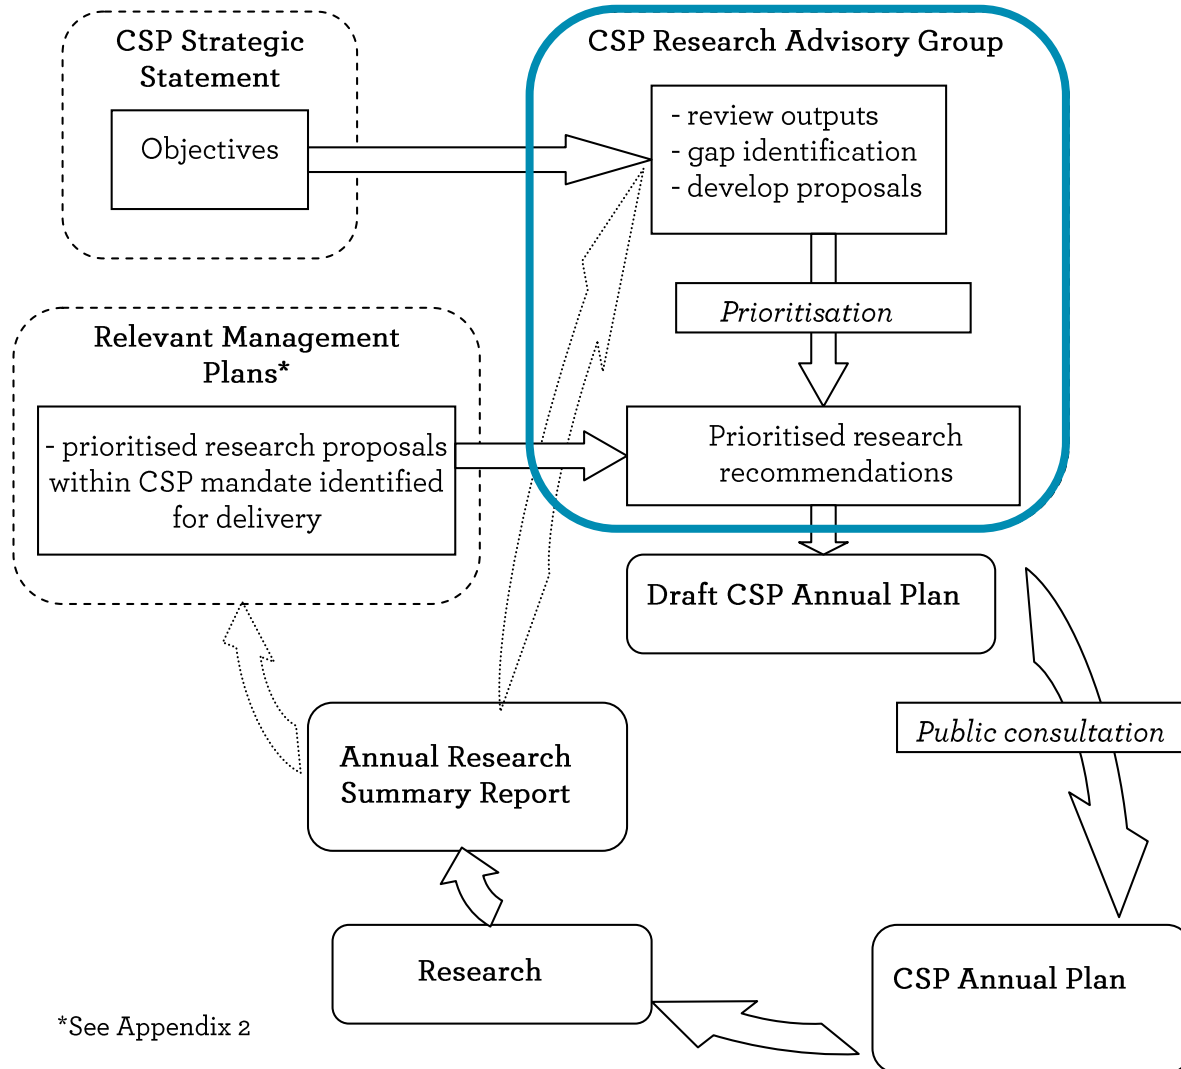 CSP Strategic
Statement
Objectives
CSP Research Advisory Group
- review outputs
- gap identification
- develop proposals
Prioritisation
Relevant Management
Plans*
- prioritised research proposals
within CSP mandate identified
for delivery
Prioritised research
recommendations
Draft CSP Annual Plan
Public consultation
Annual Research
Summary Report
Research
CSP Annual Plan
*See Appendix 2